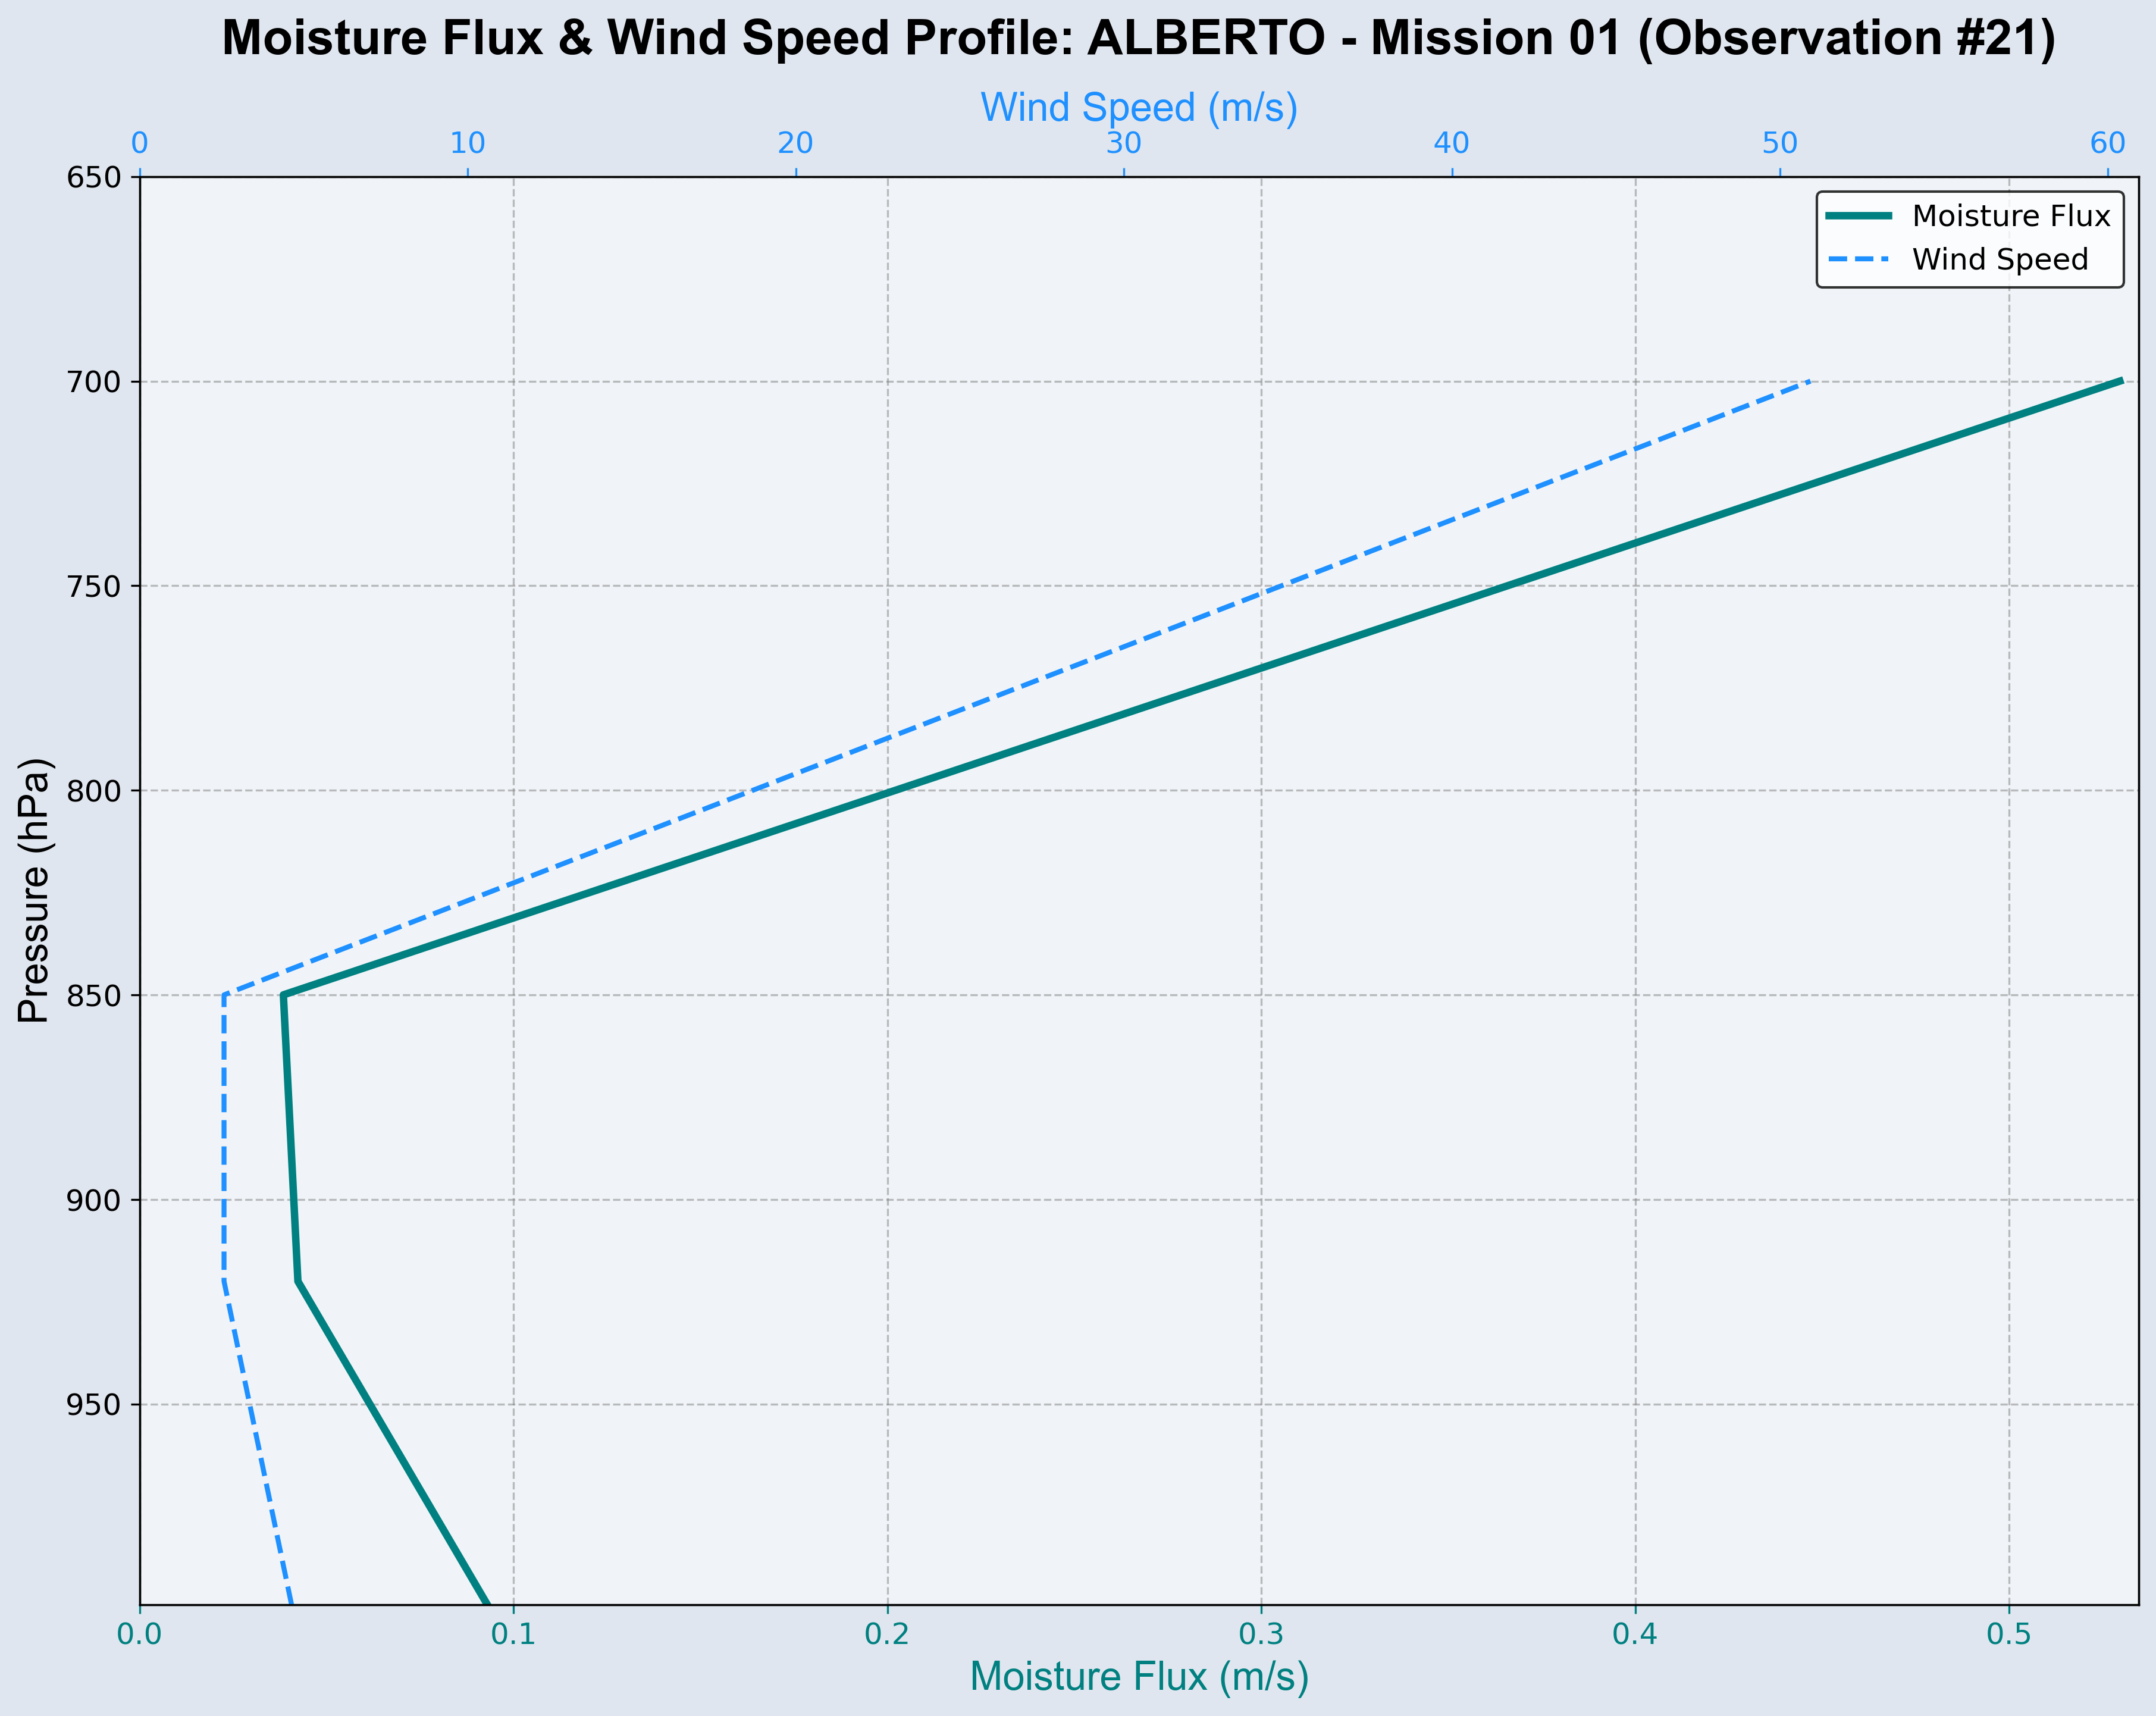 Moisture Flux & Wind Speed Profile: ALBERTO - Mission 01 (Observation #21)
Wind Speed (m/s)
0 10 20 30 40 50 60
Moisture Flux
Wind Speed
Pressure (hPa)
650
700
750
800
850
900
950
0.0 0.1 0.2 0.3 0.4 0.5
Moisture Flux (m/s)